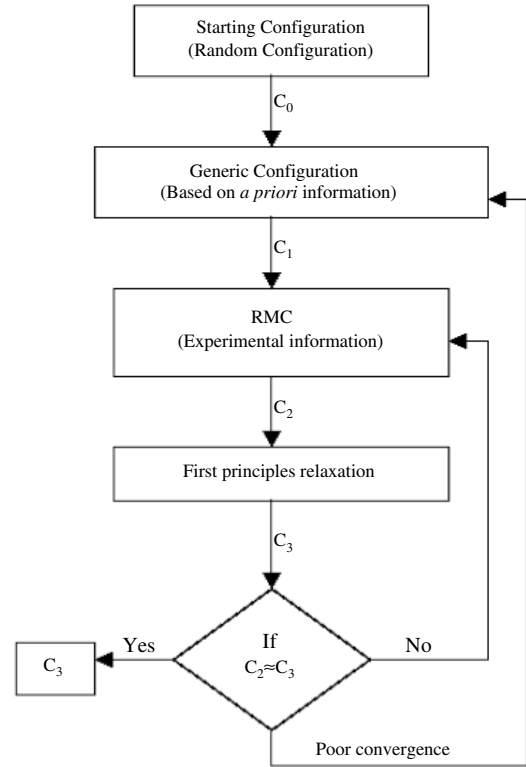 Starting Configuration
(Random Configuration)
C₀
Generic Configuration
(Based on a priori information)
C₁
RMC
(Experimental information)
C₂
First principles relaxation
C₃
If
C₂≈C₃
Yes
No
C₃
Poor convergence